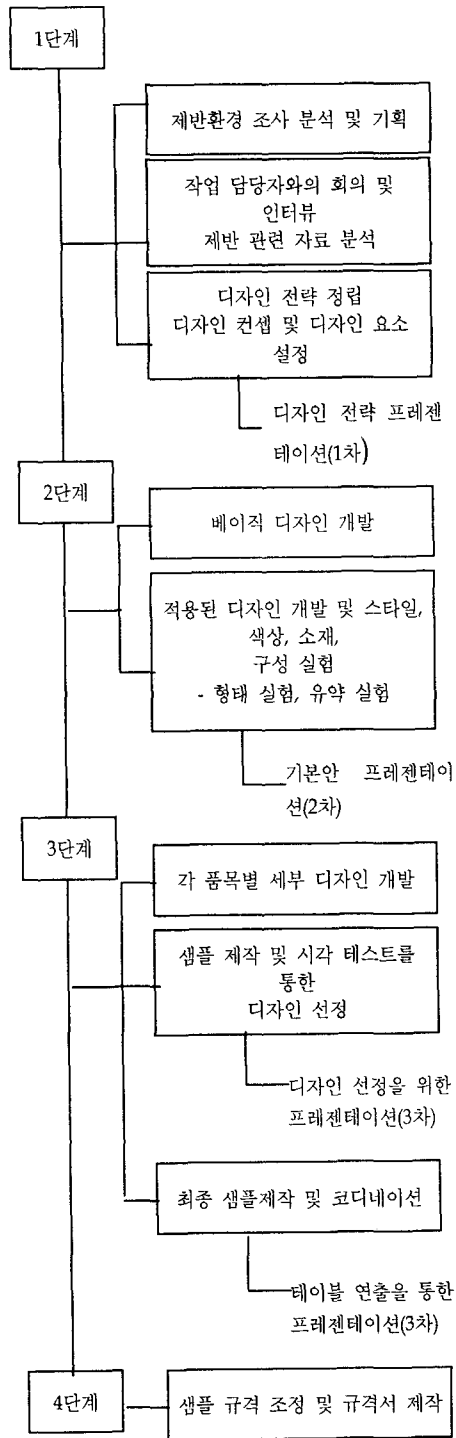 1단계
제반환경 조사 분석 및 기획
작업 담당자와의 회의 및
인터뷰
제반 관련 자료 분석
디자인 전략 정립
디자인 컨셉 및 디자인 요소
설정
디자인 전략 프레젠
테이션(1차)
2단계
베이직 디자인 개발
적용된 디자인 개발 및 스타일,
색상, 소재,
구성 실험
- 형태 실험, 유약 실험
기본안 프레젠테이
션(2차)
3단계
각 품목별 세부 디자인 개발
샘플 제작 및 시각 테스트를
통한
디자인 선정
디자인 선정을 위한
프레젠테이션(3차)
최종 샘플제작 및 코디네이션
테이블 연출을 통한
프레젠테이션(3차)
4단계
샘플 규격 조정 및 규격서 제작